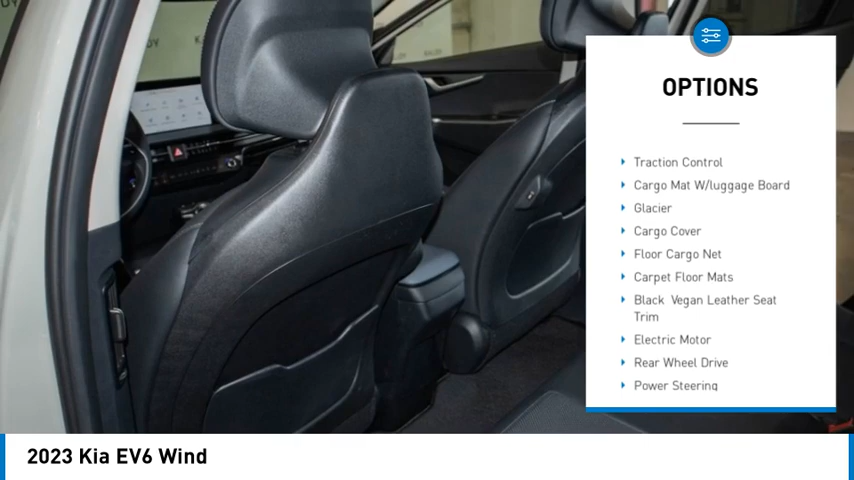 OPTIONS
Traction Control
Cargo Mat W/luggage Board
Glacier
Cargo Cover
Floor Cargo Net
Carpet Floor Mats
Black Vegan Leather Seat
Trim
Electric Motor
Rear Wheel Drive
Power Steering
2023 Kia EV6 Wind